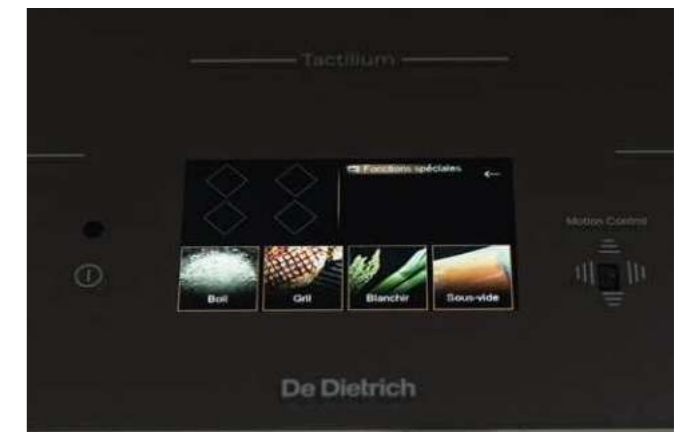 Tactilium
Fonctions spéciales
Motion Control
Boil
Gril
Blanchir
Sous-vide
De Dietrich